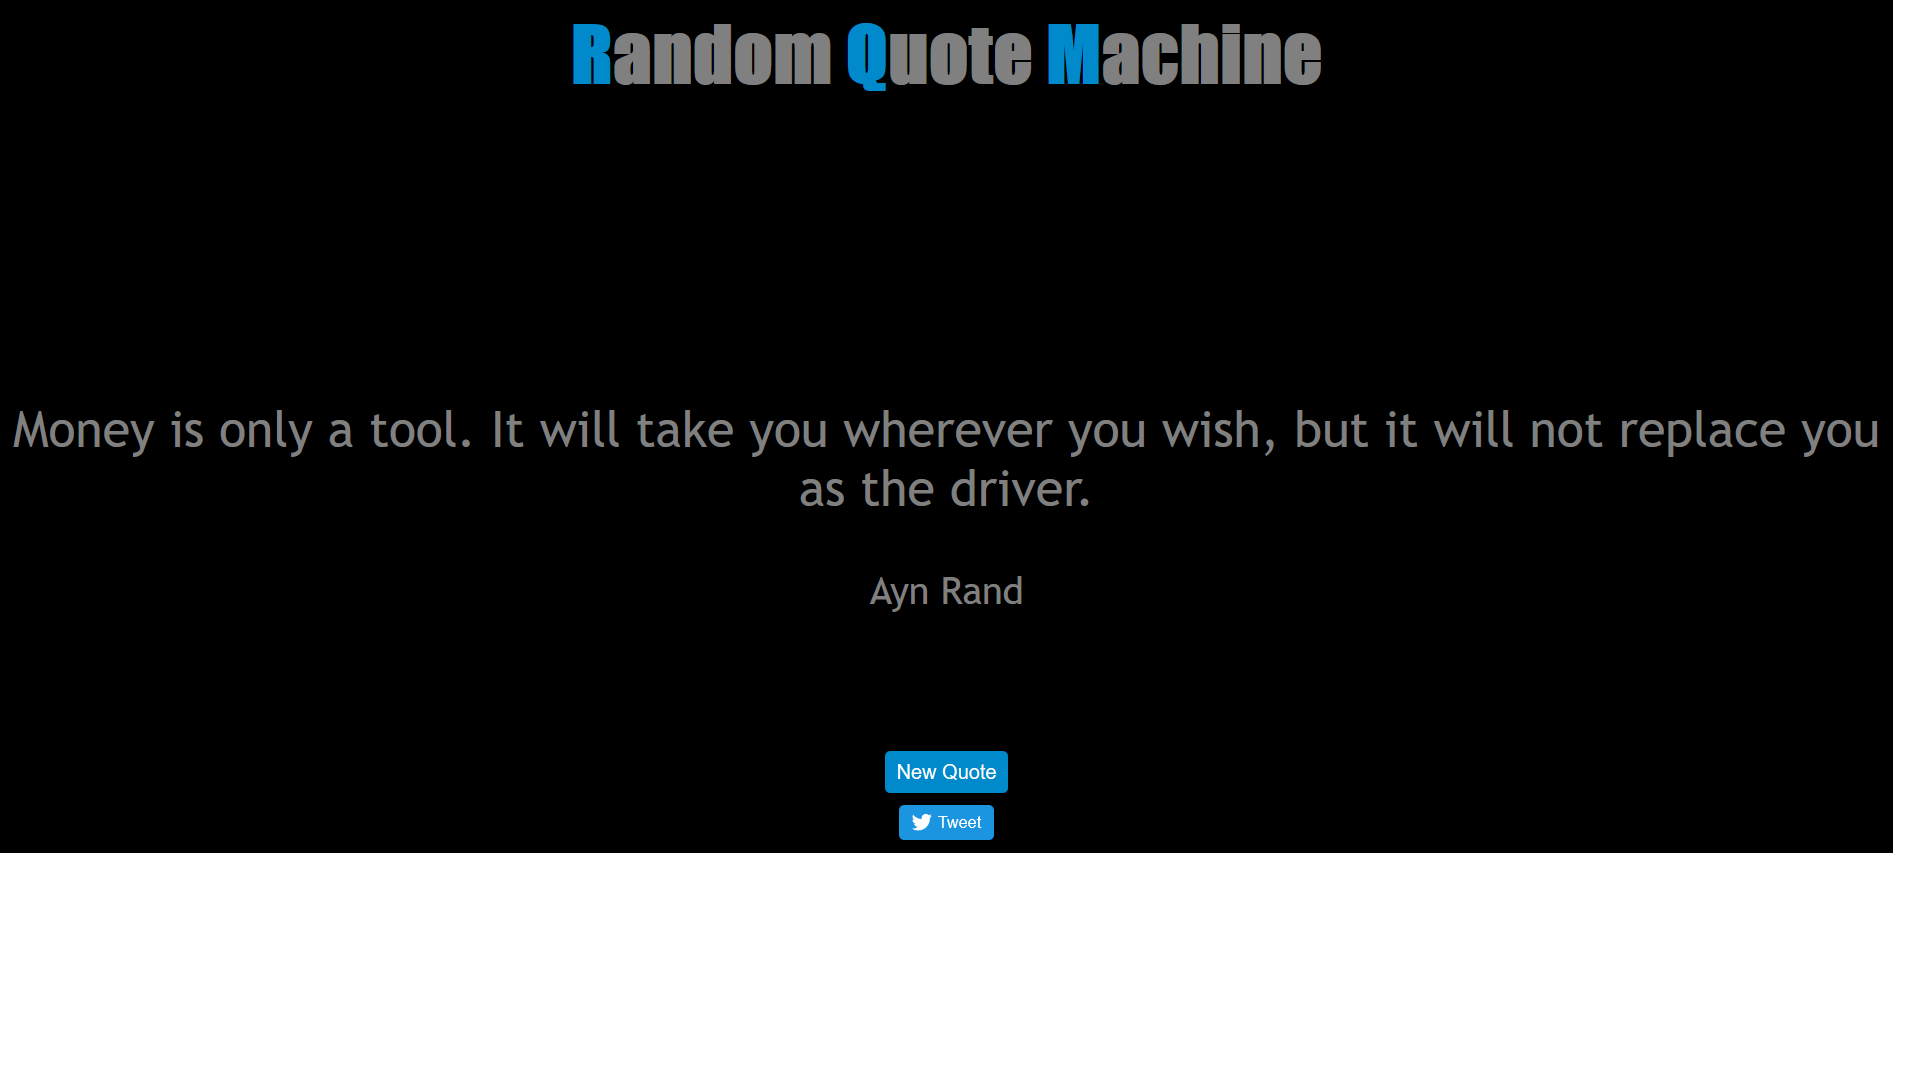 Random Quote Machine
Money is only a tool. It will take you wherever you wish, but it will not replace you
as the driver.
Ayn Rand
New Quote
Tweet